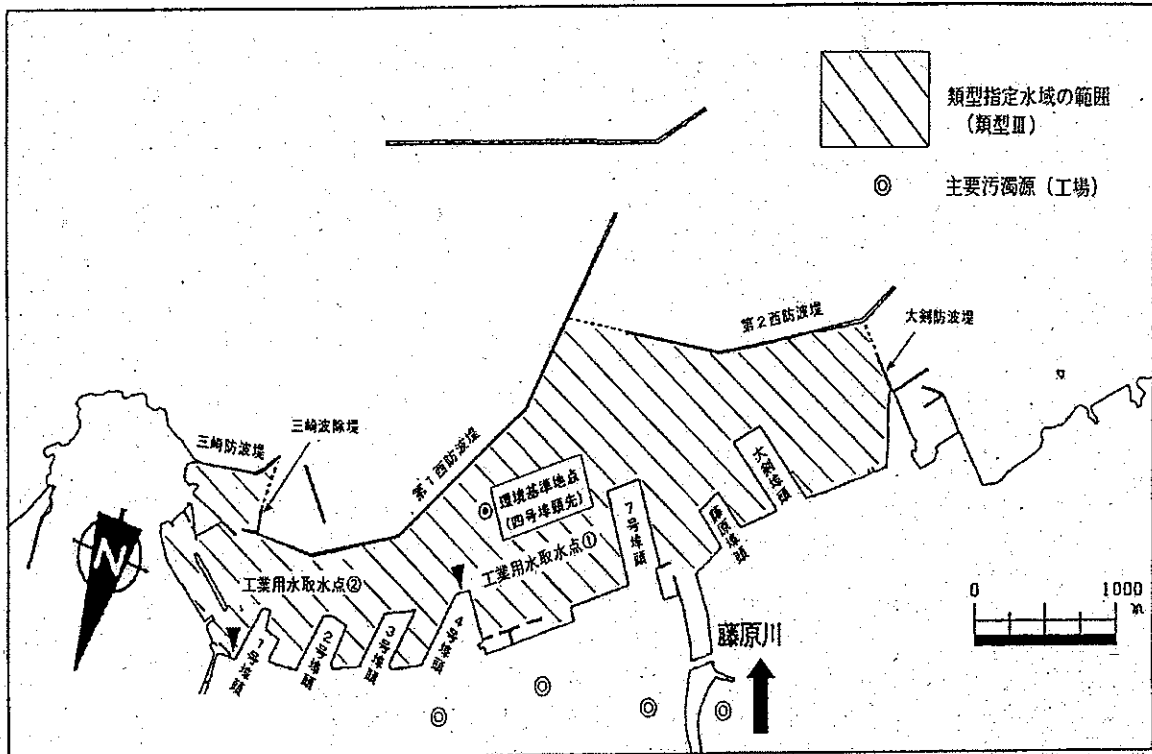 類型指定水域の範囲
(類型Ⅲ)
主要汚濁源(工場)
第2西防波堤
大剣防波堤
三崎防波堤
三崎波除堤
第1西防波堤
環境基準地点
(四号埠頭先)
7号埠頭
大剣埠頭
藤原埠頭
工業用水取水点①
工業用水取水点②
1号埠頭
2号埠頭
3号埠頭
4号埠頭
藤原川
N
0
1000
m